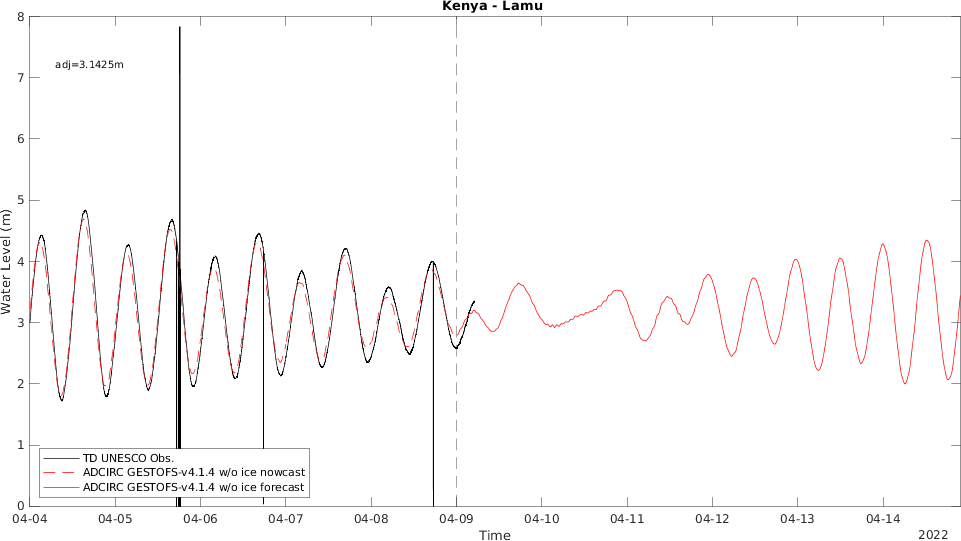 Kenya - Lamu
8
7
6
5
4
3
2
1
0
Water Level (m)
adj=3.1425m
TD UNESCO Obs.
ADCIRC GESTOFS-v4.1.4 w/o ice nowcast
ADCIRC GESTOFS-v4.1.4 w/o ice forecast
04-04 04-05 04-06 04-07 04-08 04-09 04-10 04-11 04-12 04-13 04-14
Time
2022